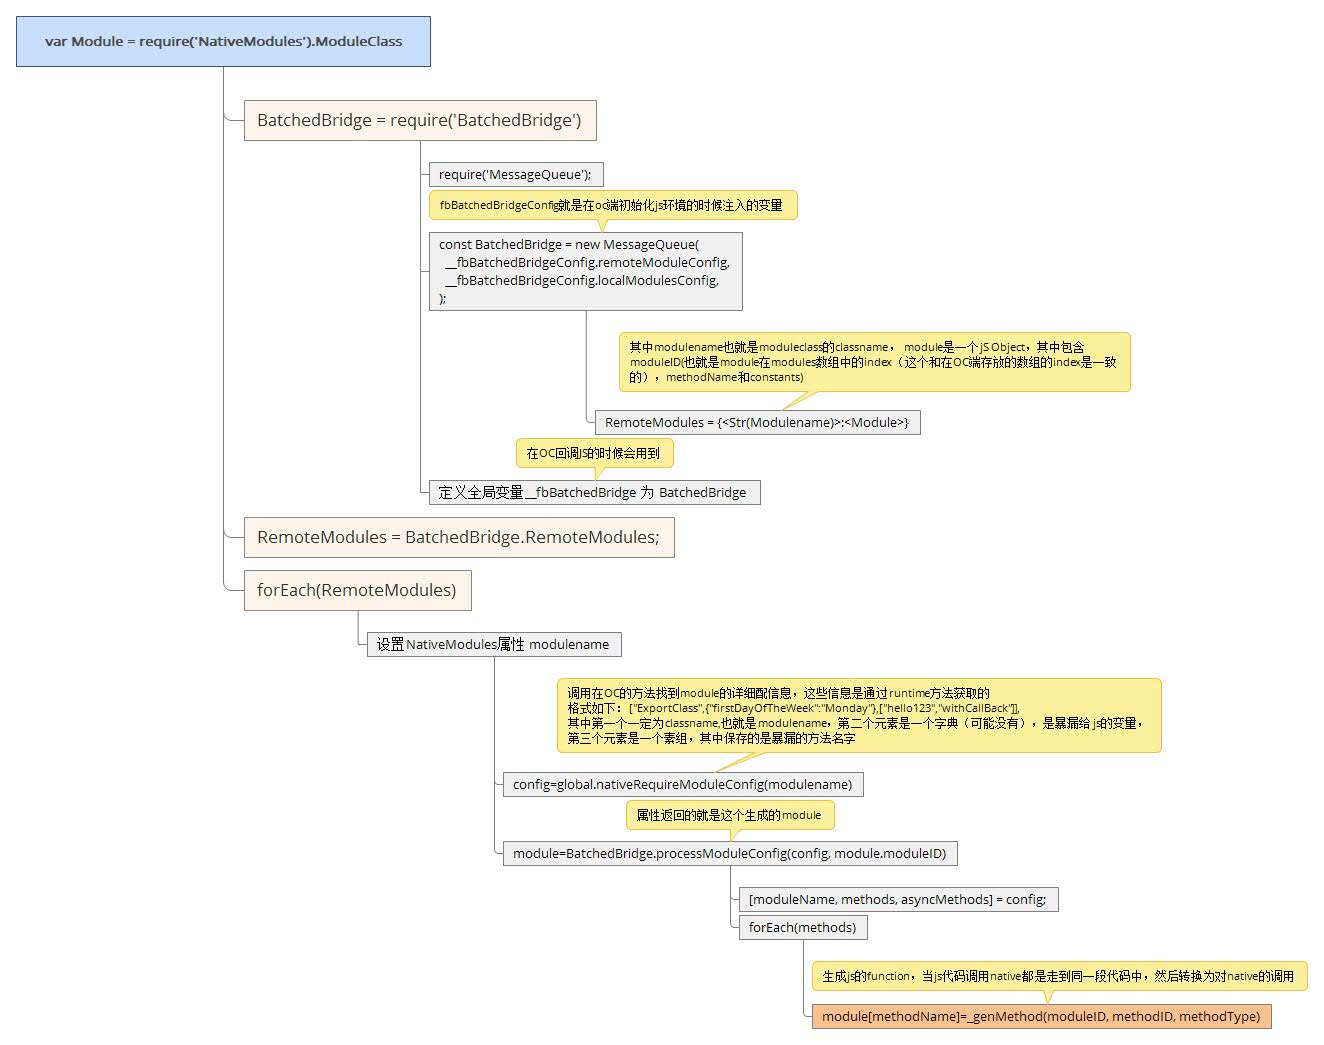 var Module = require('NativeModules').ModuleClass
BatchedBridge = require('BatchedBridge')
require('MessageQueue');
fbBatchedBridgeConfig就是在oc端初始化js环境的时候注入的变量
const BatchedBridge = new MessageQueue(
__fbBatchedBridgeConfig.remoteModuleConfig,
__fbBatchedBridgeConfig.localModulesConfig,
);
其中modulename也就是moduleclass的classname， module是一个jS Object，其中包含
moduleID(也就是module在modules数组中的index（这个和在OC端存放的数组的index是一致
的），methodName和constants)
RemoteModules = {<Str(Modulename)>:<Module>}
在OC回调JS的时候会用到
定义全局变量__fbBatchedBridge 为 BatchedBridge
RemoteModules = BatchedBridge.RemoteModules;
forEach(RemoteModules)
设置NativeModules属性 modulename
调用在OC的方法找到module的详细配信息，这些信息是通过runtime方法获取的
格式如下：["ExportClass",{"firstDayOfTheWeek":"Monday"},["hello123","withCallBack"]],
其中第一个一定为classname,也就是 modulename，第二个元素是一个字典（可能没有），是暴漏给 js的变量，
第三个元素是一个素组，其中保存的是暴漏的方法名字
config=global.nativeRequireModuleConfig(modulename)
属性返回的就是这个生成的module
module=BatchedBridge.processModuleConfig(config, module.moduleID)
[moduleName, methods, asyncMethods] = config;
forEach(methods)
生成js的function，当js代码调用native都是走到同一段代码中，然后转换为对native的调用
module[methodName]=_genMethod(moduleID, methodID, methodType)